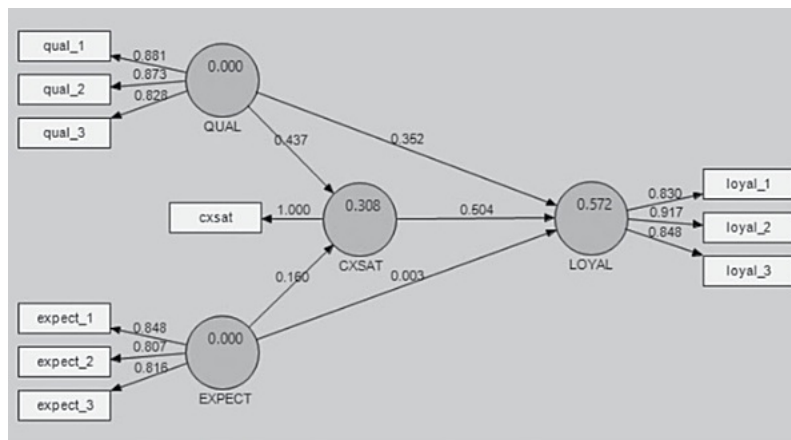 qual_1
0.881
0.000
qual_2
0.873
0.828
qual_3
QUAL
0.437
0.352
cxsat
1.000
0.308
CXSAT
0.504
0.572
LOYAL
0.830
loyal_1
0.917
loyal_2
0.848
loyal_3
0.160
0.003
expect_1
0.848
0.000
expect_2
0.807
0.816
expect_3
EXPECT